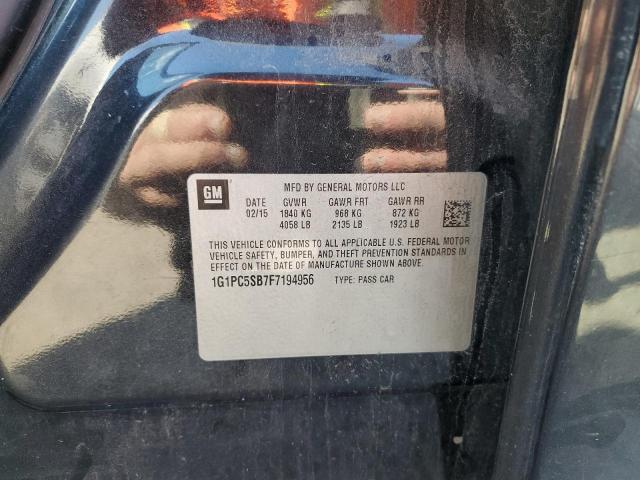 GM MFD BY GENERAL MOTORS LLC
DATE GVWR GAWR FRT GAWR RR
02/15 1840 KG 968 KG 872 KG
4058 LB 2135 LB 1923 LB
THIS VEHICLE CONFORMS TO ALL APPLICABLE U.S. FEDERAL MOTOR
VEHICLE SAFETY, BUMPER, AND THEFT PREVENTION STANDARDS IN
EFFECT ON THE DATE OF MANUFACTURE SHOWN ABOVE.
1G1PC5SB7F7194956 TYPE: PASS CAR